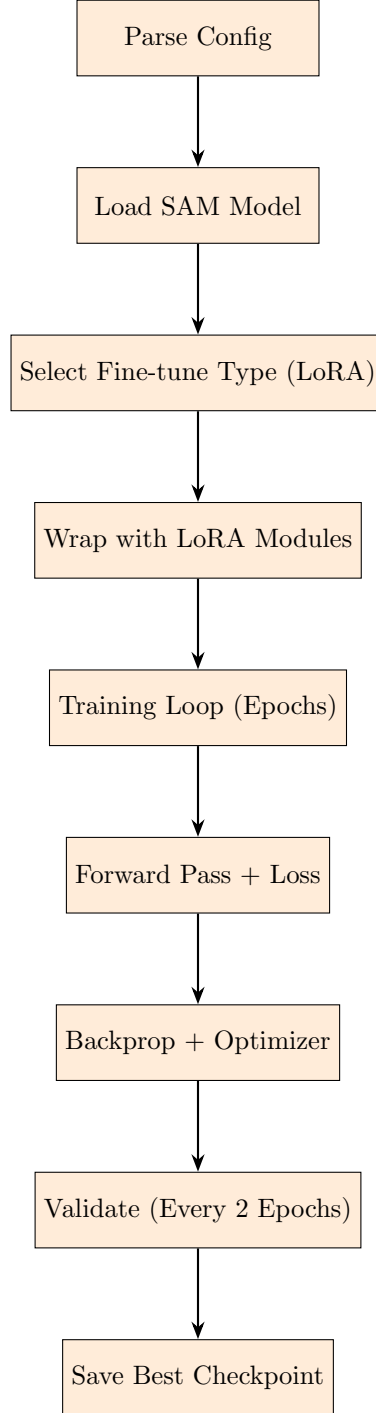 Parse Config
Load SAM Model
Select Fine-tune Type (LoRA)
Wrap with LoRA Modules
Training Loop (Epochs)
Forward Pass + Loss
Backprop + Optimizer
Validate (Every 2 Epochs)
Save Best Checkpoint